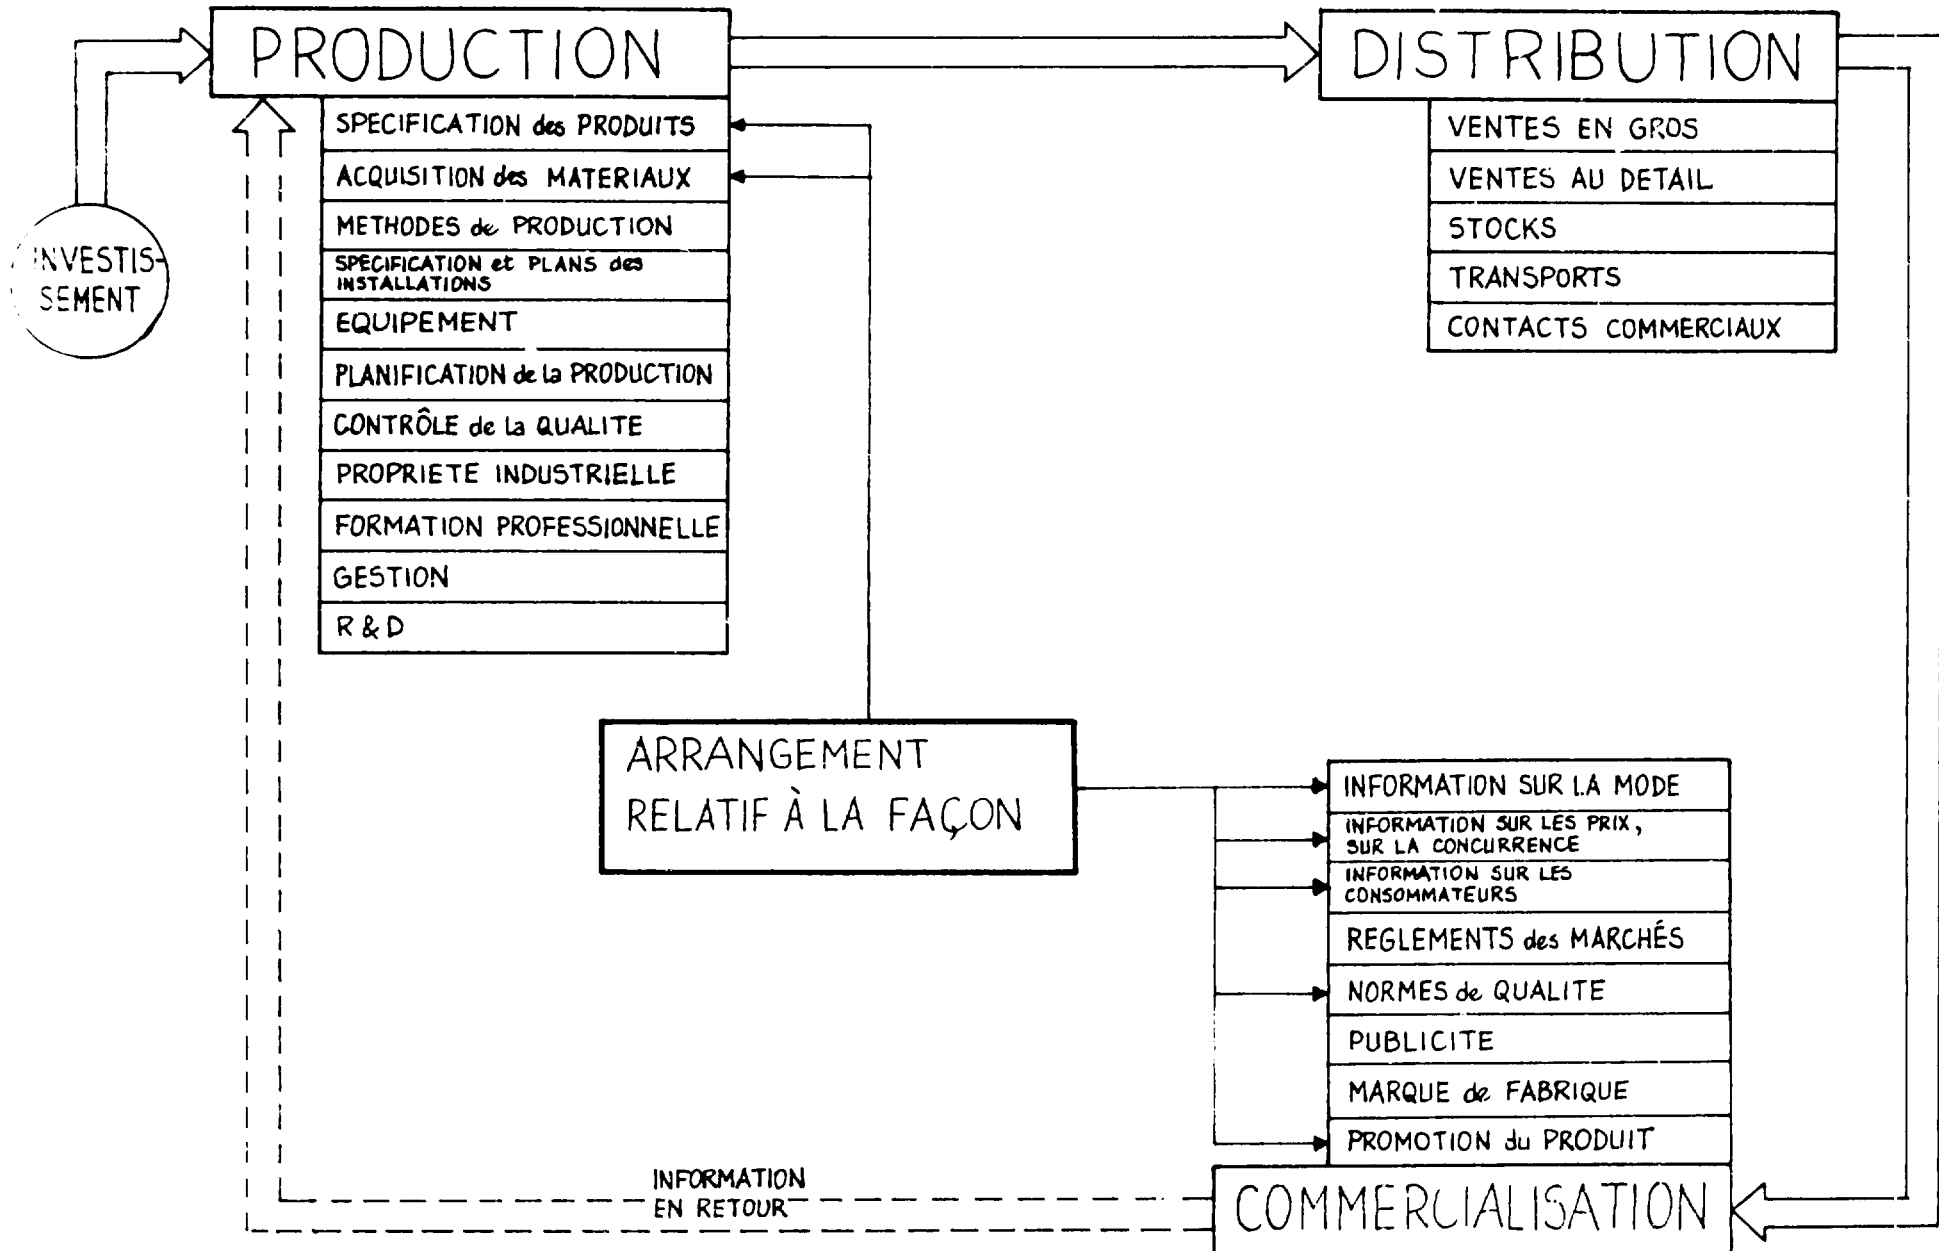 PRODUCTION
SPECIFICATION des PRODUITS
ACQUISITION des MATERIAUX
METHODES de PRODUCTION
SPECIFICATION et PLANS des
INSTALLATIONS
EQUIPEMENT
PLANIFICATION de la PRODUCTION
CONTRÔLE de la QUALITE
PROPRIETE INDUSTRIELLE
FORMATION PROFESSIONNELLE
GESTION
R & D
INVESTIS-
SEMENT
DISTRIBUTION
VENTES EN GROS
VENTES AU DETAIL
STOCKS
TRANSPORTS
CONTACTS COMMERCIAUX
ARRANGEMENT
RELATIF À LA FAÇON
INFORMATION SUR LA MODE
INFORMATION SUR LES PRIX,
SUR LA CONCURRENCE
INFORMATION SUR LES
CONSOMMATEURS
REGLEMENTS des MARCHÉS
NORMES de QUALITE
PUBLICITE
MARQUE de FABRIQUE
PROMOTION du PRODUIT
COMMERCIALISATION
INFORMATION
EN RETOUR